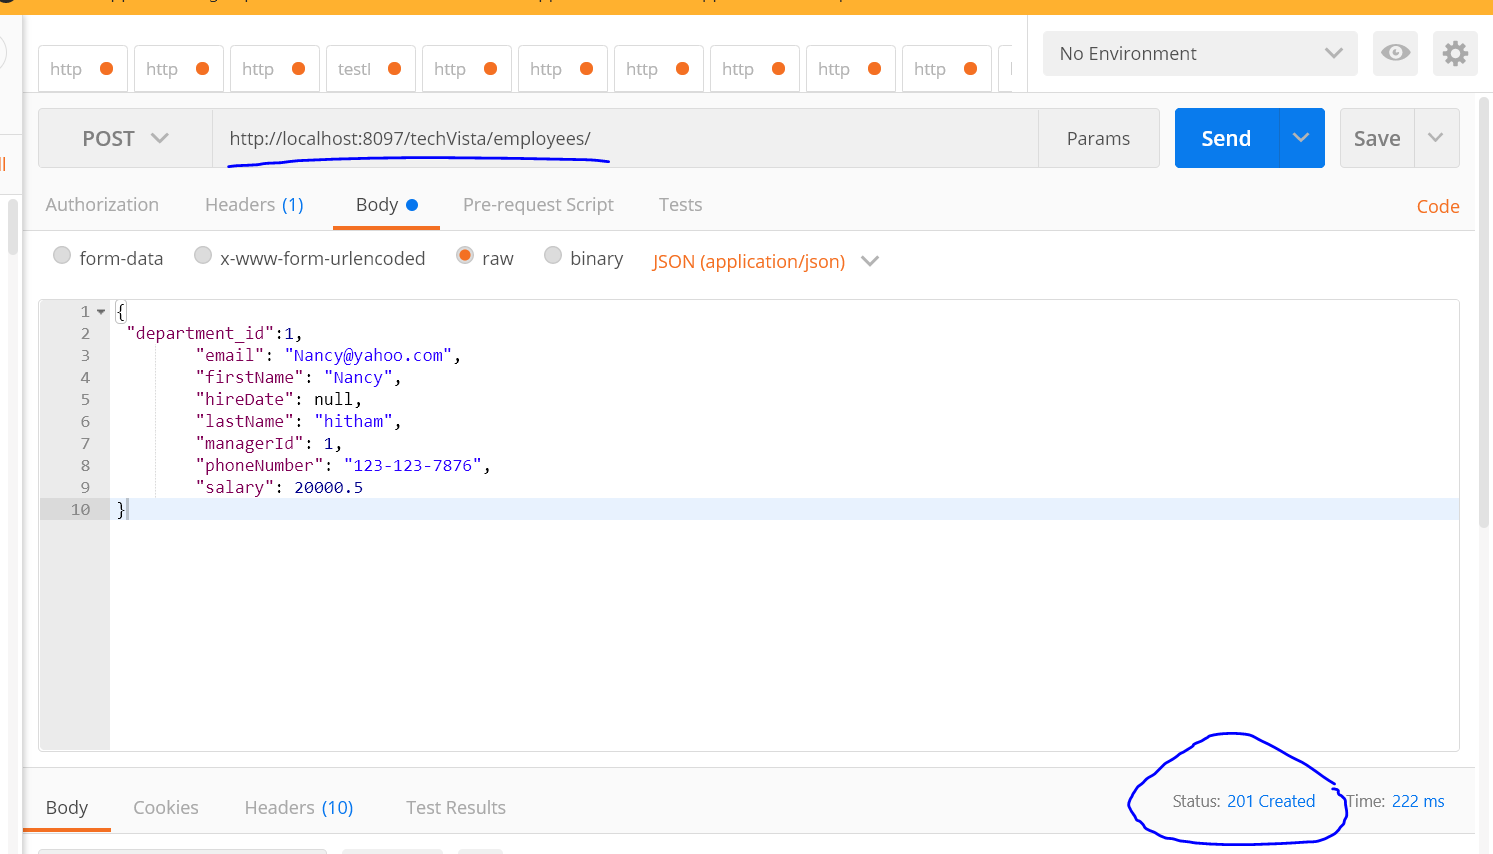 http http http testl http http http http http http
No Environment
POST http://localhost:8097/techVista/employees/ Params Send Save
Authorization Headers (1) Body Pre-request Script Tests Code
form-data x-www-form-urlencoded raw binary JSON (application/json)
1 {
2 "department_id":1,
3 "email": "Nancy@yahoo.com",
4 "firstName": "Nancy",
5 "hireDate": null,
6 "lastName": "hitham",
7 "managerId": 1,
8 "phoneNumber": "123-123-7876",
9 "salary": 20000.5
10 }
Body Cookies Headers (10) Test Results Status: 201 Created Time: 222 ms